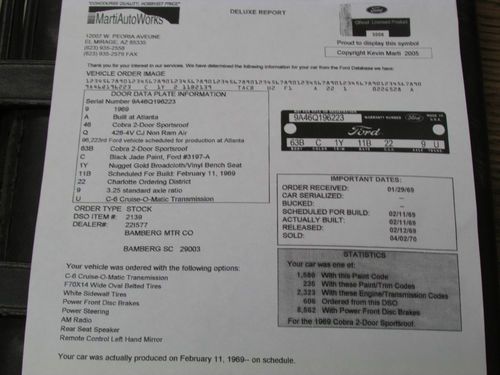 "CONCOURSE QUALITY, HOBBYIST PRICE"
MartiAutoWorks
DELUXE REPORT
Ford
Official Licensed Product
12007 W. PEORIA AVEUNE
EL MIRAGE, AZ 85335
(623) 935-2558
(623) 935-2579 FAX
Proud to display this symbol
Copyright Kevin Marti 2005
Thank you for your interest in our services. We have determined the following information for your car from the Ford Database we have:
VEHICLE ORDER IMAGE
DOOR DATA PLATE INFORMATION
Serial Number 9A46Q196223
9 1969
A Built at Atlanta
46 Cobra 2-Door Sportsroof
Q 428-4V CJ Non Ram Air
96,223rd Ford vehicle scheduled for production at Atlanta
63B Cobra 2-Door Sportsroof
C Black Jade Paint, Ford #3197-A
1Y Nugget Gold Broadcloth/Vinyl Bench Seat
11B Scheduled For Build: February 11, 1969
22 Charlotte Ordering District
9 3.25 standard axle ratio
U C-6 Cruise-O-Matic Transmission
9A46Q196223
WARRANTY NUMBER
MADE IN U.S.A.
Ford
63B C 1Y 11B 22 9 U
ORDER TYPE STOCK
DSO ITEM #: 2139
DEALER#: 22I577
BAMBERG MTR CO
BAMBERG SC 29003
IMPORTANT DATES:
ORDER RECEIVED: 01/29/69
CAR SERIALIZED: --
BUCKED: --
SCHEDULED FOR BUILD: 02/11/69
ACTUALLY BUILT: 02/11/69
RELEASED: 02/12/69
SOLD: 04/02/70
STATISTICS
Your car was one of:
1,580 With this Paint Code
235 With these Paint/Trim Codes
2,323 With these Engine/Transmission Codes
606 Ordered from this DSO
8,562 With Power Front Disc Brakes
For the 1969 Cobra 2-Door Sportsroof.
Your vehicle was ordered with the following options:
C-6 Cruise-O-Matic Transmission
F70X14 Wide Oval Belted Tires
White Sidewall Tires
Power Front Disc Brakes
Power Steering
AM Radio
Rear Seat Speaker
Remote Control Left Hand Mirror
Your car was actually produced on February 11, 1969-- on schedule.